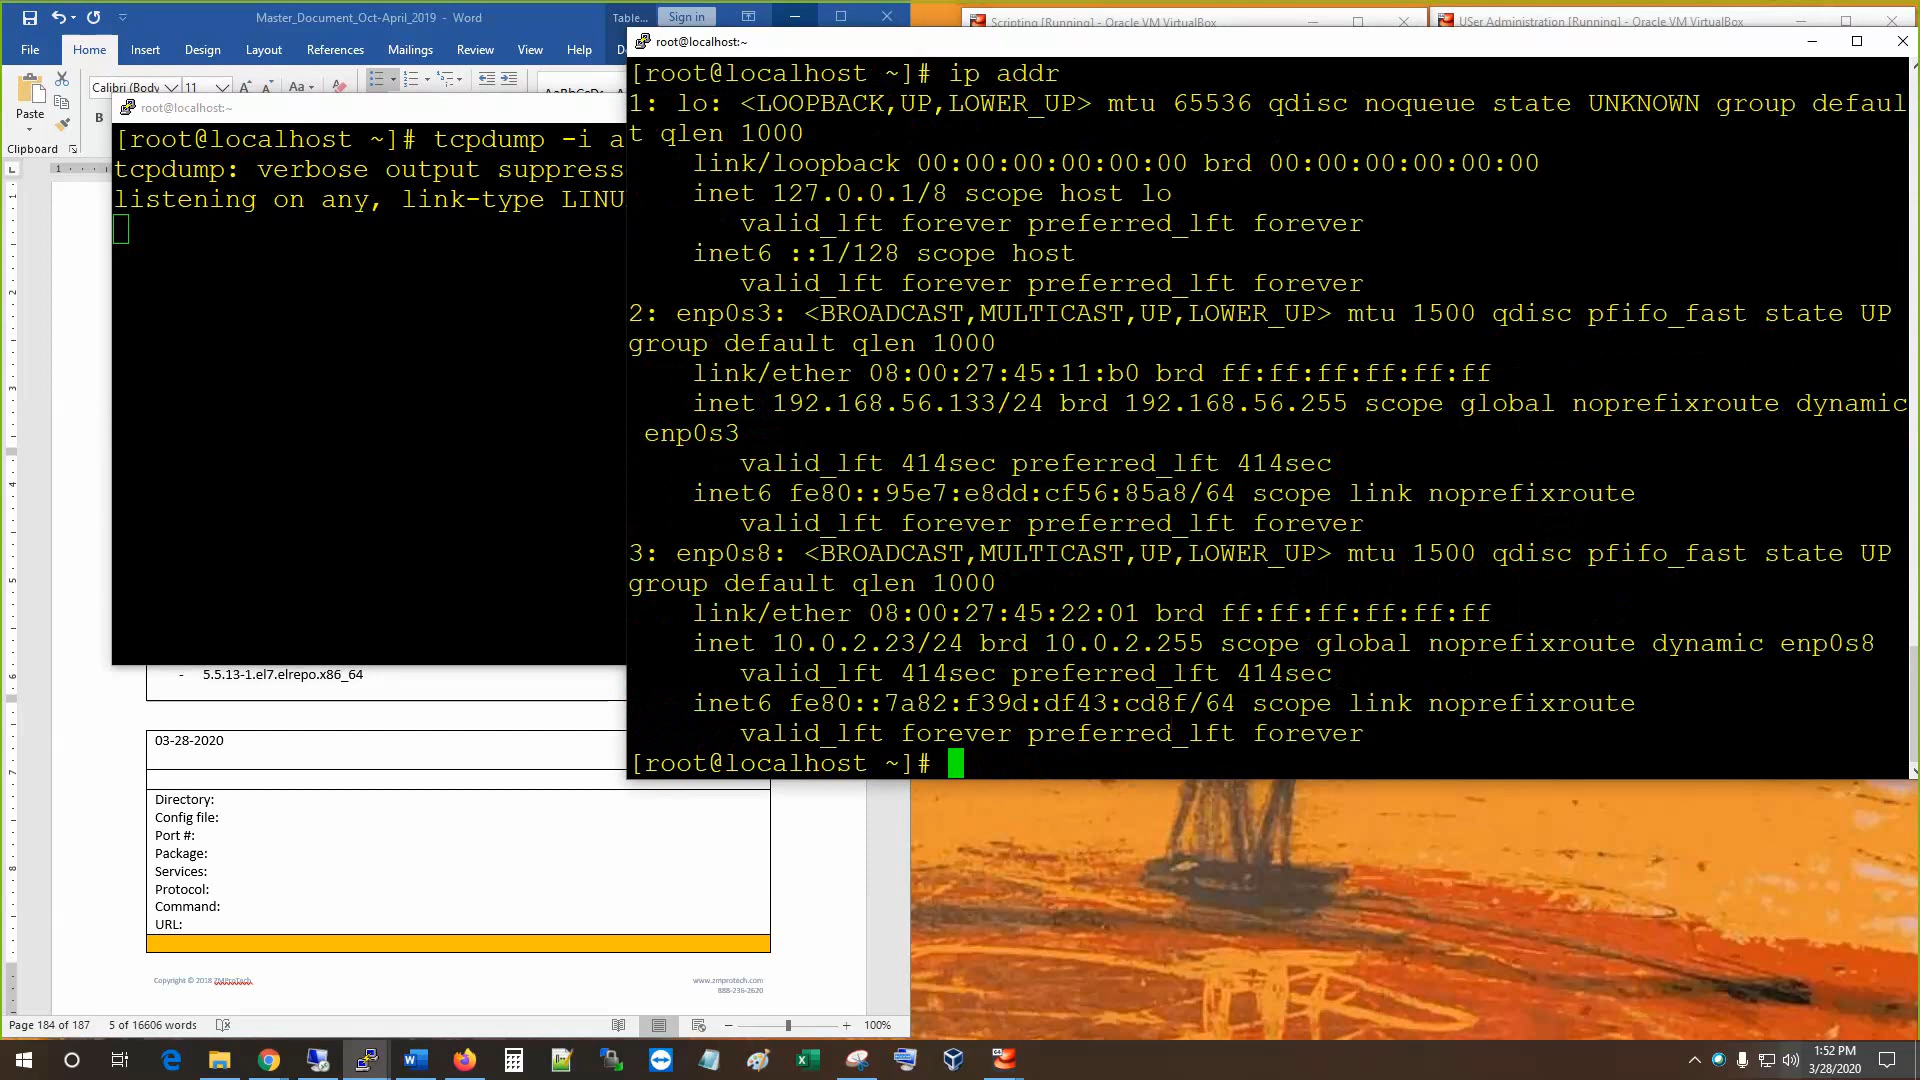 Master_Document_Oct-April_2019 - Word
Table...
Sign in
Scripting [Running] - Oracle VM VirtualBox
USer Administration [Running] - Oracle VM VirtualBox
File Home Insert Design Layout References Mailings Review View Help
Calibri (Body 11
Paste
Clipboard
root@localhost:~
[root@localhost ~]# tcpdump -i a
tcpdump: verbose output suppress
listening on any, link-type LINU
root@localhost:~
[root@localhost ~]# ip addr
1: lo: <LOOPBACK,UP,LOWER_UP> mtu 65536 qdisc noqueue state UNKNOWN group defaul
t qlen 1000
link/loopback 00:00:00:00:00:00 brd 00:00:00:00:00:00
inet 127.0.0.1/8 scope host lo
valid_lft forever preferred_lft forever
inet6 ::1/128 scope host
valid_lft forever preferred_lft forever
2: enp0s3: <BROADCAST,MULTICAST,UP,LOWER_UP> mtu 1500 qdisc pfifo_fast state UP
group default qlen 1000
link/ether 08:00:27:45:11:b0 brd ff:ff:ff:ff:ff:ff
inet 192.168.56.133/24 brd 192.168.56.255 scope global noprefixroute dynamic
enp0s3
valid_lft 414sec preferred_lft 414sec
inet6 fe80::95e7:e8dd:cf56:85a8/64 scope link noprefixroute
valid_lft forever preferred_lft forever
3: enp0s8: <BROADCAST,MULTICAST,UP,LOWER_UP> mtu 1500 qdisc pfifo_fast state UP
group default qlen 1000
link/ether 08:00:27:45:22:01 brd ff:ff:ff:ff:ff:ff
inet 10.0.2.23/24 brd 10.0.2.255 scope global noprefixroute dynamic enp0s8
valid_lft 414sec preferred_lft 414sec
inet6 fe80::7a82:f39d:df43:cd8f/64 scope link noprefixroute
valid_lft forever preferred_lft forever
[root@localhost ~]#
- 5.5.13-1.el7.elrepo.x86_64
03-28-2020
Directory:
Config file:
Port #:
Package:
Services:
Protocol:
Command:
URL:
Copyright © 2018 ZMProTech.
www.zmprotech.com
888-236-2620
Page 184 of 187 5 of 16606 words
100%
1:52 PM
3/28/2020